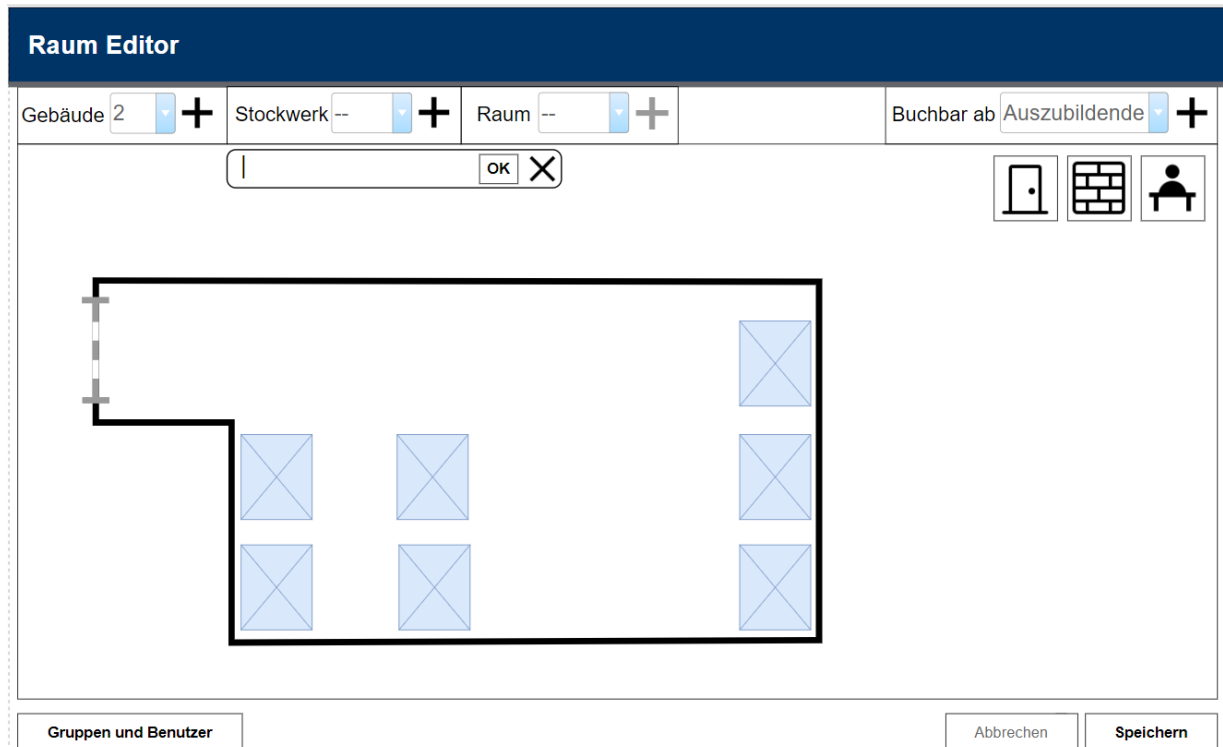 Raum Editor
Gebäude 2 Stockwerk -- Raum -- Buchbar ab Auszubildende
OK
Gruppen und Benutzer Abbrechen Speichern